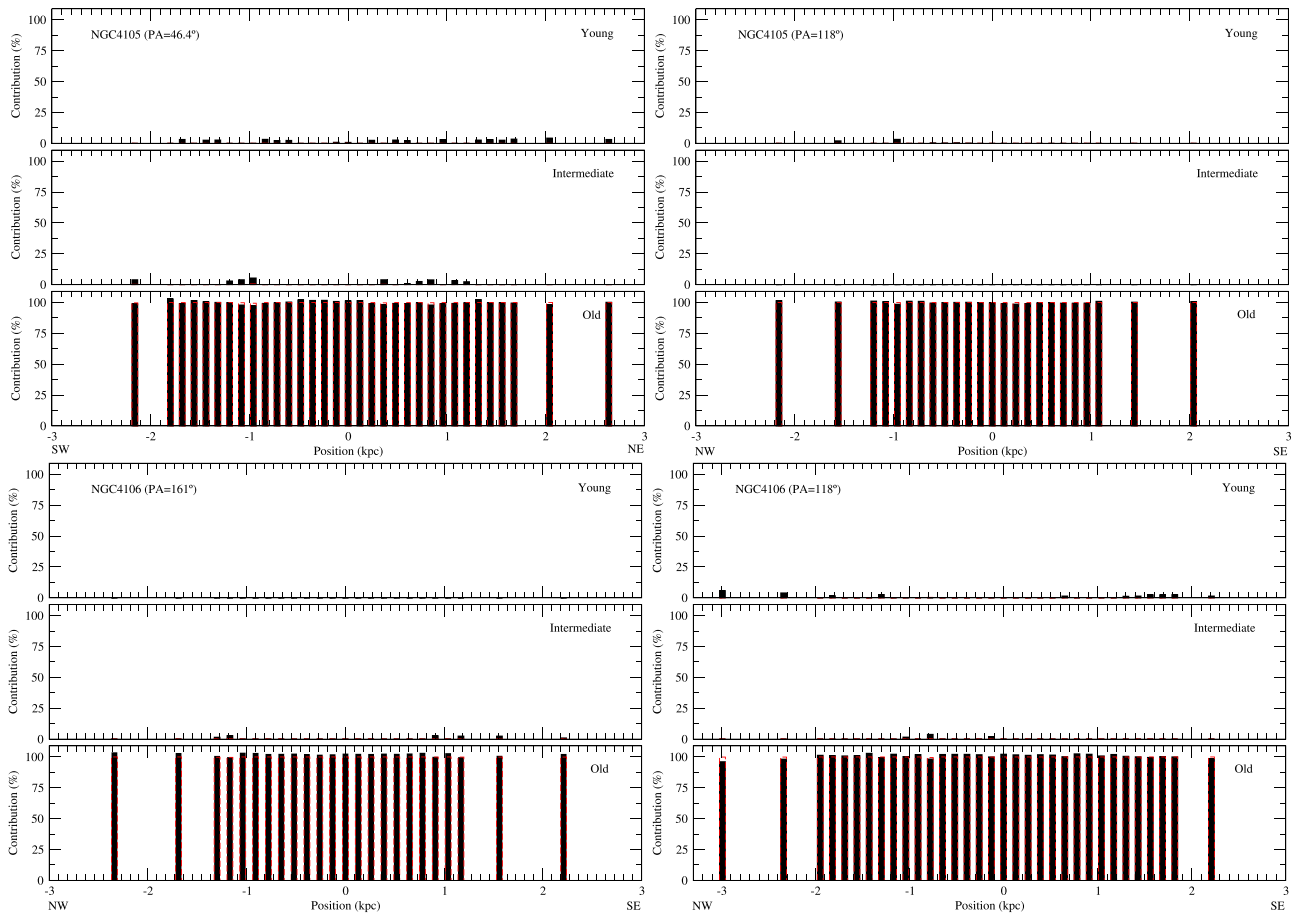 NGC4105 (PA=46.4º)
Young
Contribution (%)
100
75
50
25
0
Intermediate
Contribution (%)
100
75
50
25
0
Old
Contribution (%)
100
75
50
25
0
-3 -2 -1 0 1 2 3
SW Position (kpc) NE
NGC4105 (PA=118º)
Young
Contribution (%)
100
75
50
25
0
Intermediate
Contribution (%)
100
75
50
25
0
Old
Contribution (%)
100
75
50
25
0
-3 -2 -1 0 1 2 3
NW Position (kpc) SE
NGC4106 (PA=161º)
Young
Contribution (%)
100
75
50
25
0
Intermediate
Contribution (%)
100
75
50
25
0
Old
Contribution (%)
100
75
50
25
0
-3 -2 -1 0 1 2 3
NW Position (kpc) SE
NGC4106 (PA=118º)
Young
Contribution (%)
100
75
50
25
0
Intermediate
Contribution (%)
100
75
50
25
0
Old
Contribution (%)
100
75
50
25
0
-3 -2 -1 0 1 2 3
NW Position (kpc) SE